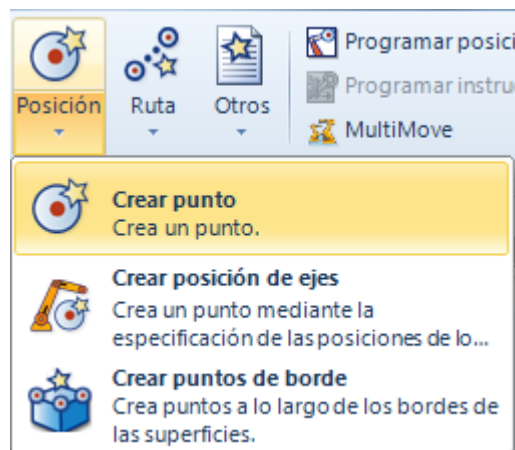 Posición
Ruta
Otros
Programar posici
Programar instru
MultiMove
Crear punto
Crea un punto.
Crear posición de ejes
Crea un punto mediante la
especificación de las posiciones de lo...
Crear puntos de borde
Crea puntos a lo largo de los bordes de
las superficies.